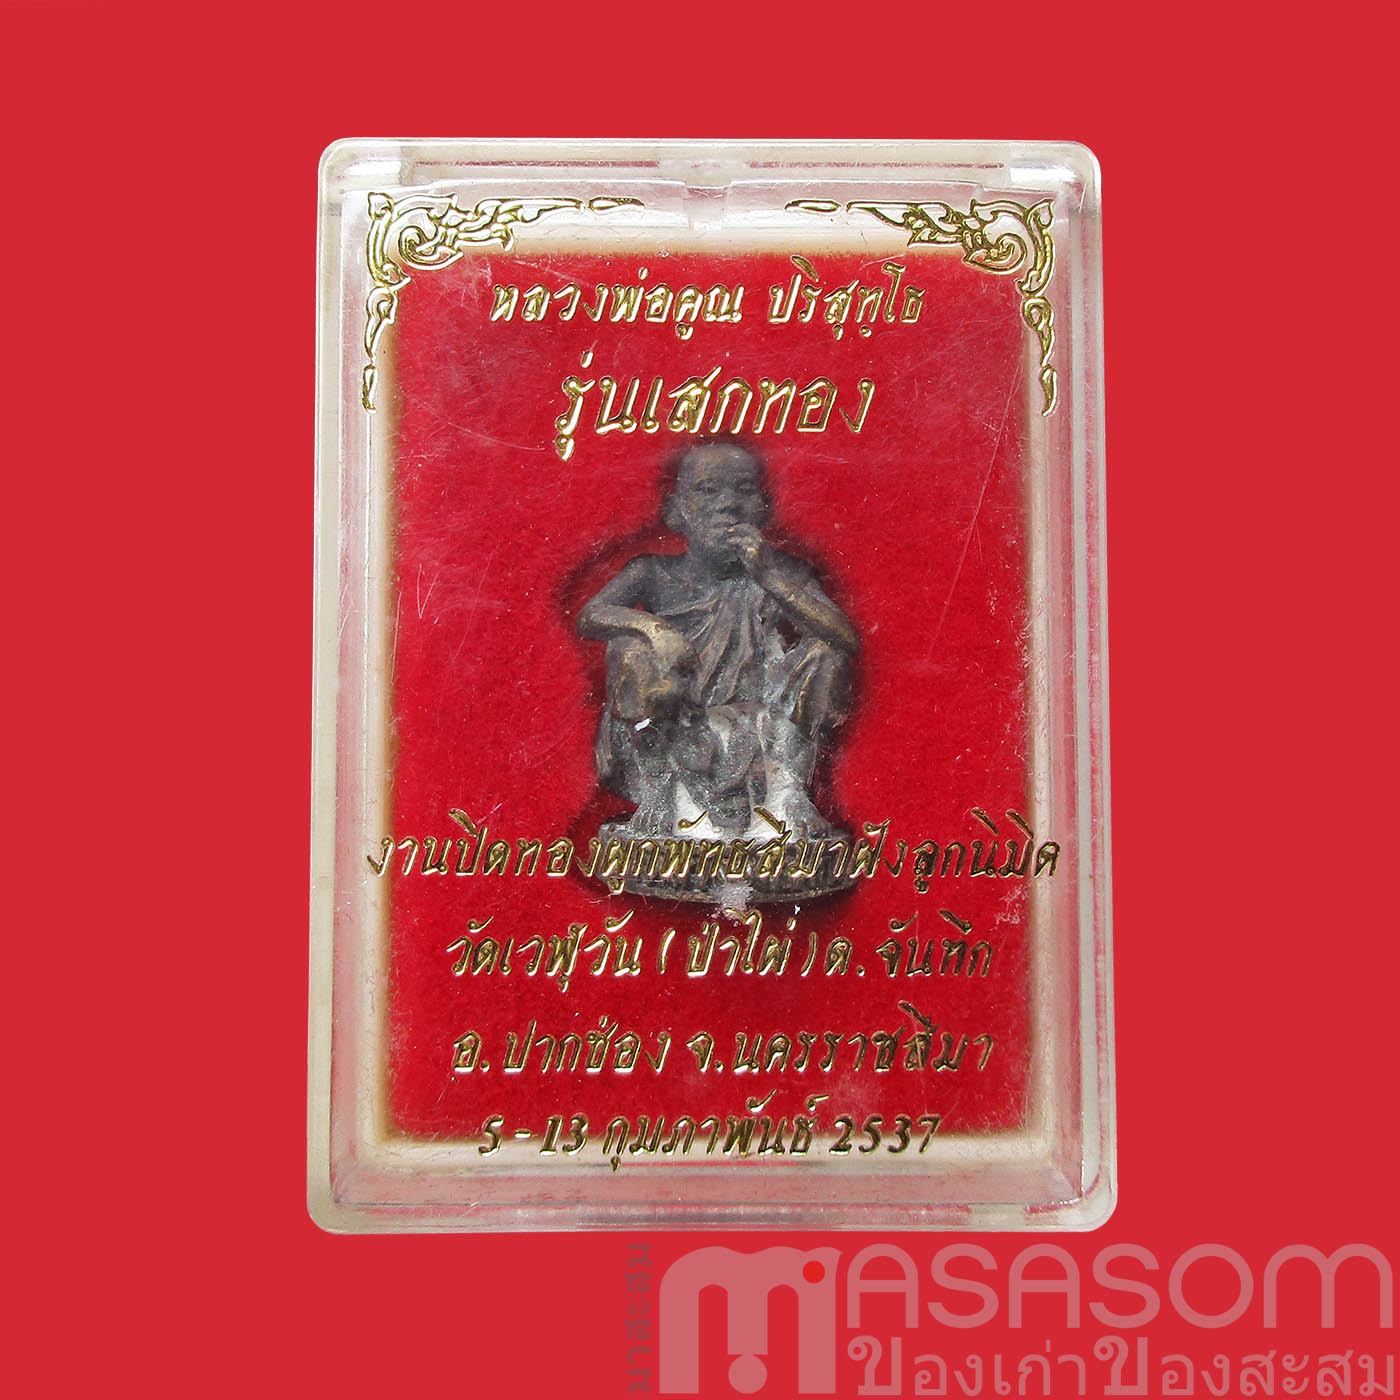 หลวงพ่อคูณ ปริสุทฺโธ
รุ่นเสกทอง
งานปิดทองผูกพัทธสีมาฝังลูกนิมิต
วัดเวฬุวัน ( ป่าไผ่ ) ต. จันทึก
อ. ปากช่อง จ.นครราชสีมา
5 - 13 กุมภาพันธ์ 2537
มาสะสม
MASASOM
ของเก่าของสะสม